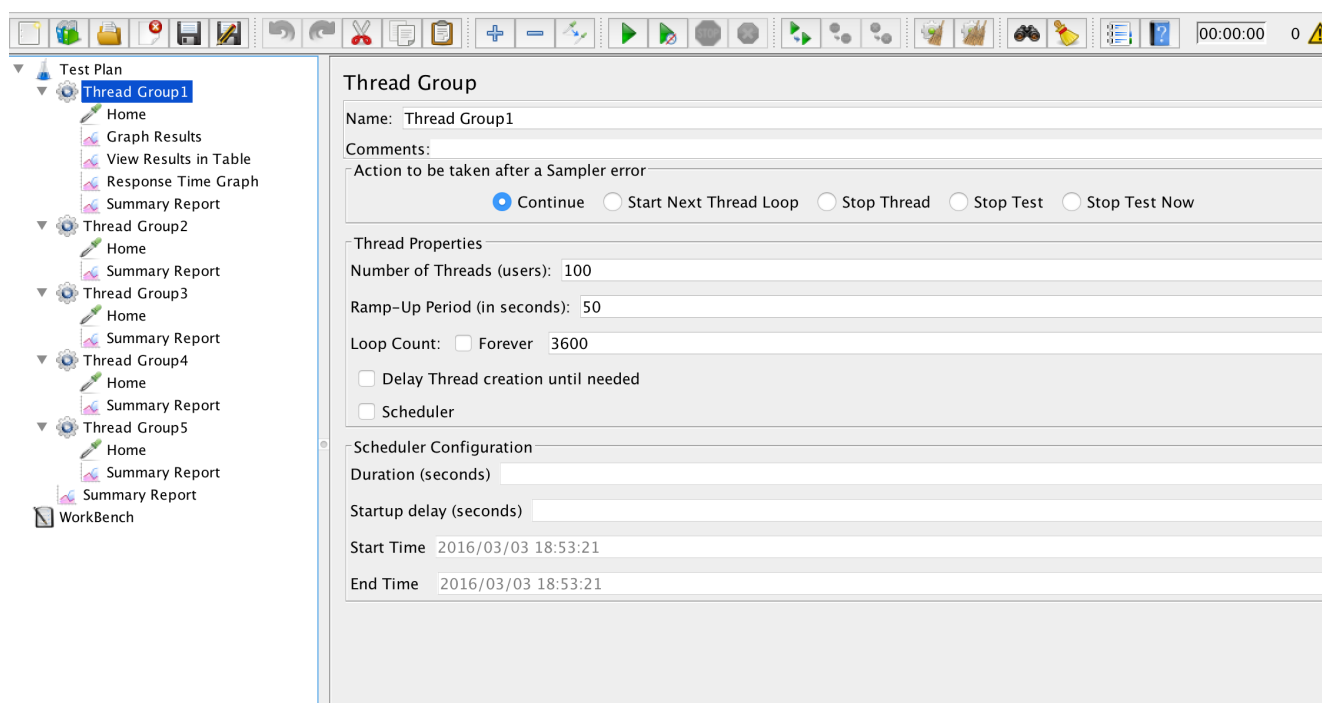 STOP
00:00:00 0
Test Plan
Thread Group1
Home
Graph Results
View Results in Table
Response Time Graph
Summary Report
Thread Group2
Home
Summary Report
Thread Group3
Home
Summary Report
Thread Group4
Home
Summary Report
Thread Group5
Home
Summary Report
Summary Report
WorkBench
Thread Group
Name: Thread Group1
Comments:
Action to be taken after a Sampler error
Continue Start Next Thread Loop Stop Thread Stop Test Stop Test Now
Thread Properties
Number of Threads (users): 100
Ramp-Up Period (in seconds): 50
Loop Count: Forever 3600
Delay Thread creation until needed
Scheduler
Scheduler Configuration
Duration (seconds)
Startup delay (seconds)
Start Time 2016/03/03 18:53:21
End Time 2016/03/03 18:53:21